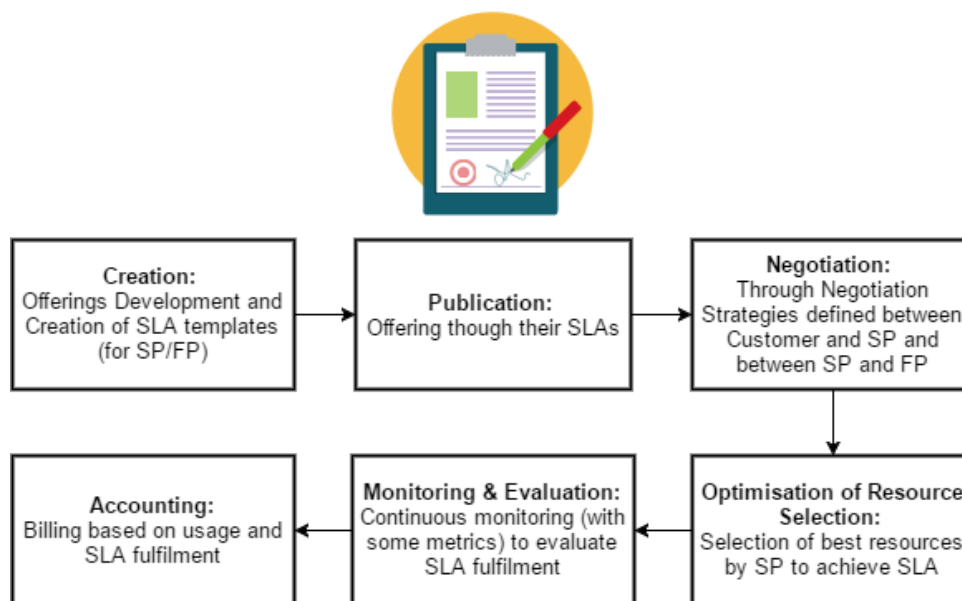 Creation:
Offerings Development and
Creation of SLA templates
(for SP/FP)
Publication:
Offering though their SLAs
Negotiation:
Through Negotiation
Strategies defined between
Customer and SP and
between SP and FP
Optimisation of Resource
Selection:
Selection of best resources
by SP to achieve SLA
Monitoring & Evaluation:
Continuous monitoring (with
some metrics) to evaluate
SLA fulfilment
Accounting:
Billing based on usage and
SLA fulfilment